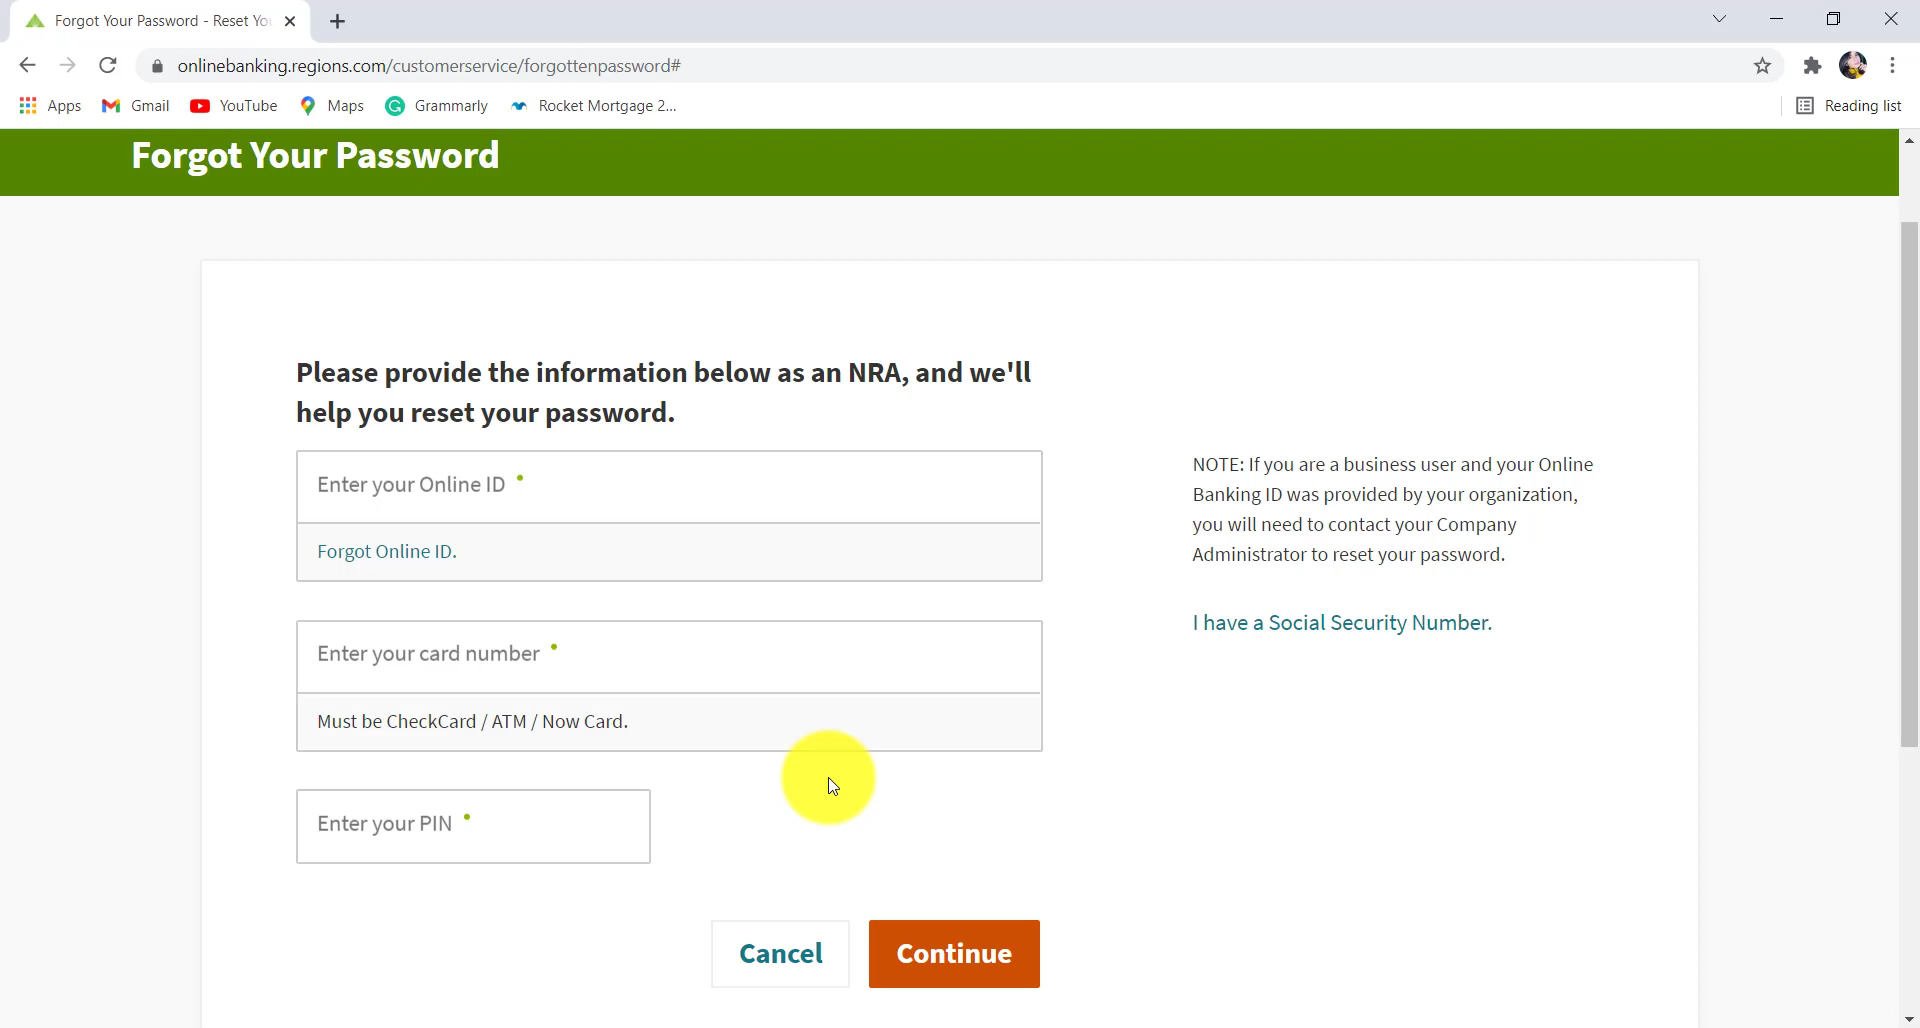 Forgot Your Password - Reset Yo
onlinebanking.regions.com/customerservice/forgottenpassword#
Apps Gmail YouTube Maps Grammarly Rocket Mortgage 2... Reading list
Forgot Your Password
Please provide the information below as an NRA, and we'll
help you reset your password.
Enter your Online ID
Forgot Online ID.
Enter your card number
Must be CheckCard / ATM / Now Card.
Enter your PIN
Cancel Continue
NOTE: If you are a business user and your Online
Banking ID was provided by your organization,
you will need to contact your Company
Administrator to reset your password.
I have a Social Security Number.